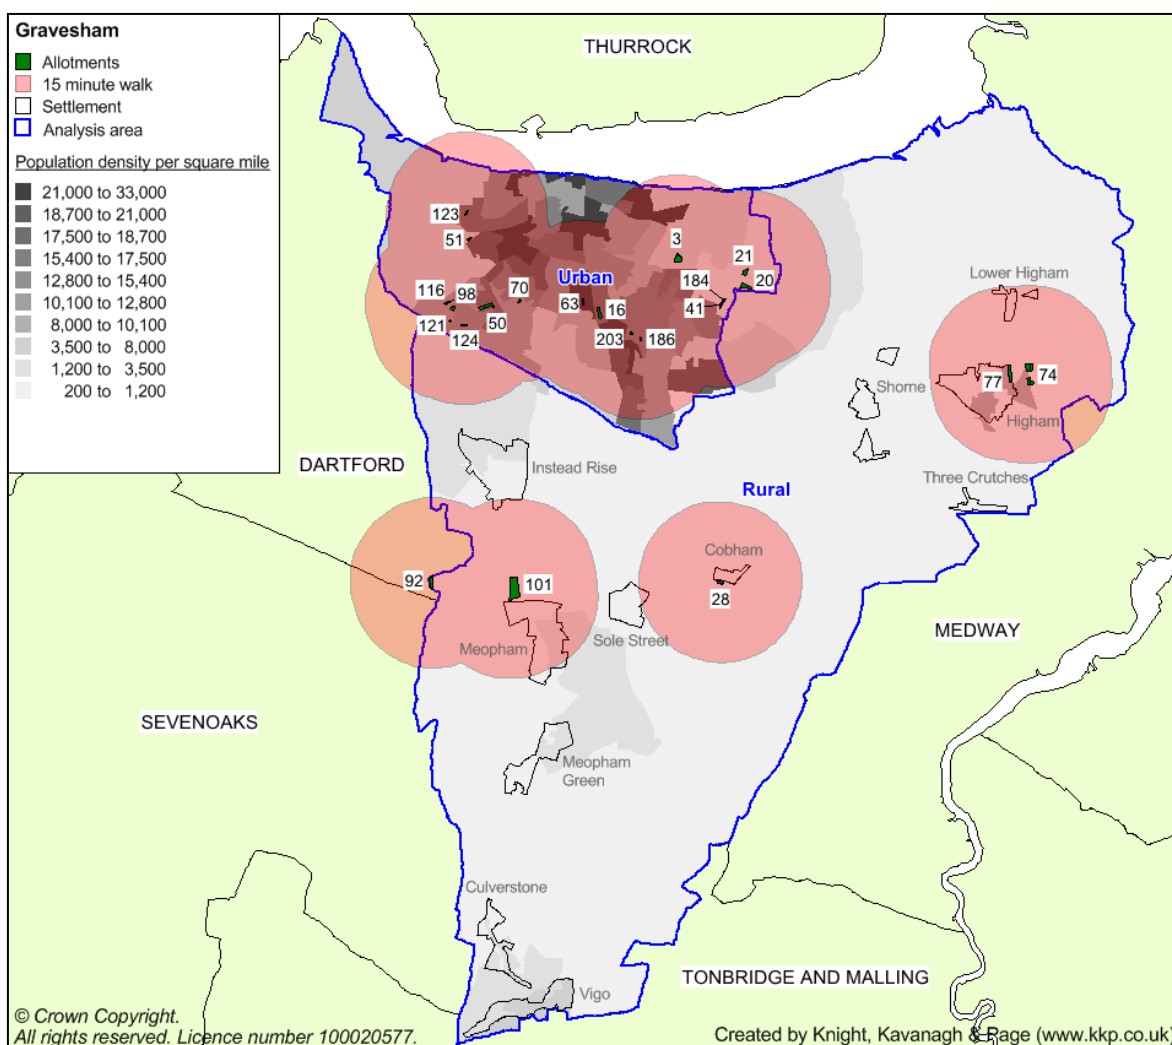 Gravesham
Allotments
15 minute walk
Settlement
Analysis area
Population density per square mile
21,000 to 33,000
18,700 to 21,000
17,500 to 18,700
15,400 to 17,500
12,800 to 15,400
10,100 to 12,800
8,000 to 10,100
3,500 to 8,000
1,200 to 3,500
200 to 1,200
THURROCK
123
51
3
21
Urban
184
20
Lower Higham
116
98
70
63
16
41
121
50
124
203
186
Shorne
77
74
Higham
DARTFORD
Instead Rise
Three Crutches
Rural
Cobham
92
101
28
Sole Street
MEDWAY
Meopham
SEVENOAKS
Meopham
Green
Culverstone
Vigo
TONBRIDGE AND MALLING
© Crown Copyright.
All rights reserved. Licence number 100020577.
Created by Knight, Kavanagh & Page (www.kkp.co.uk)